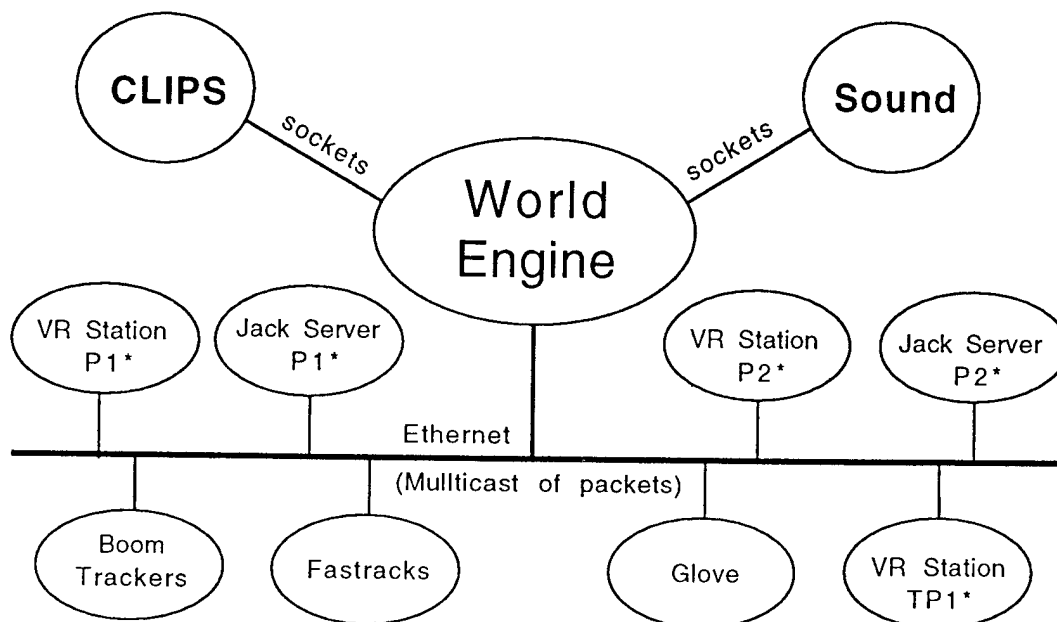 CLIPS
Sound
sockets
sockets
World
Engine
VR Station
P1*
Jack Server
P1*
VR Station
P2*
Jack Server
P2*
Ethernet
(Mullticast of packets)
Boom
Trackers
Fastracks
Glove
VR Station
TP1*